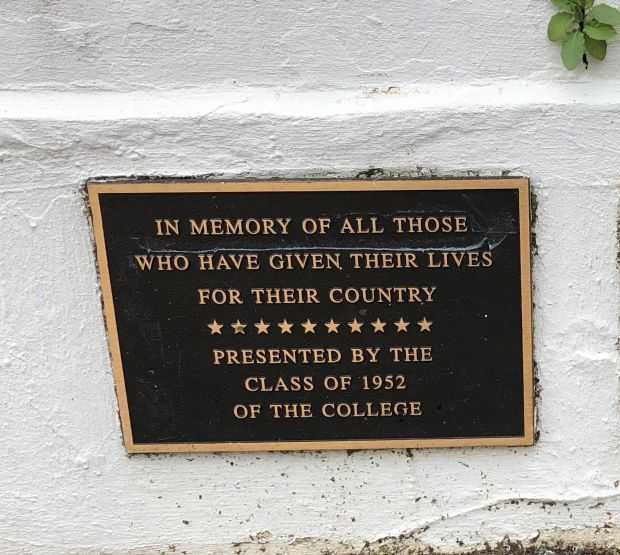 IN MEMORY OF ALL THOSE
WHO HAVE GIVEN THEIR LIVES
FOR THEIR COUNTRY
★★★★★★★★★★
PRESENTED BY THE
CLASS OF 1952
OF THE COLLEGE